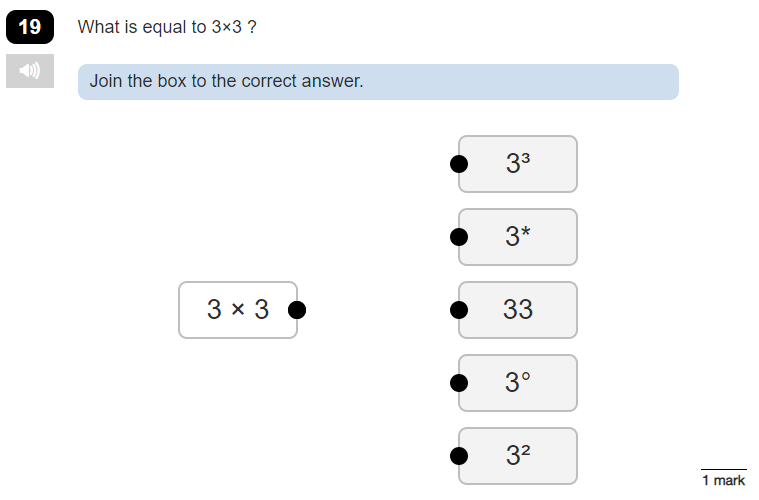 19 What is equal to 3×3 ?
Join the box to the correct answer.
3³
3*
3 × 3
33
3°
3²
1 mark